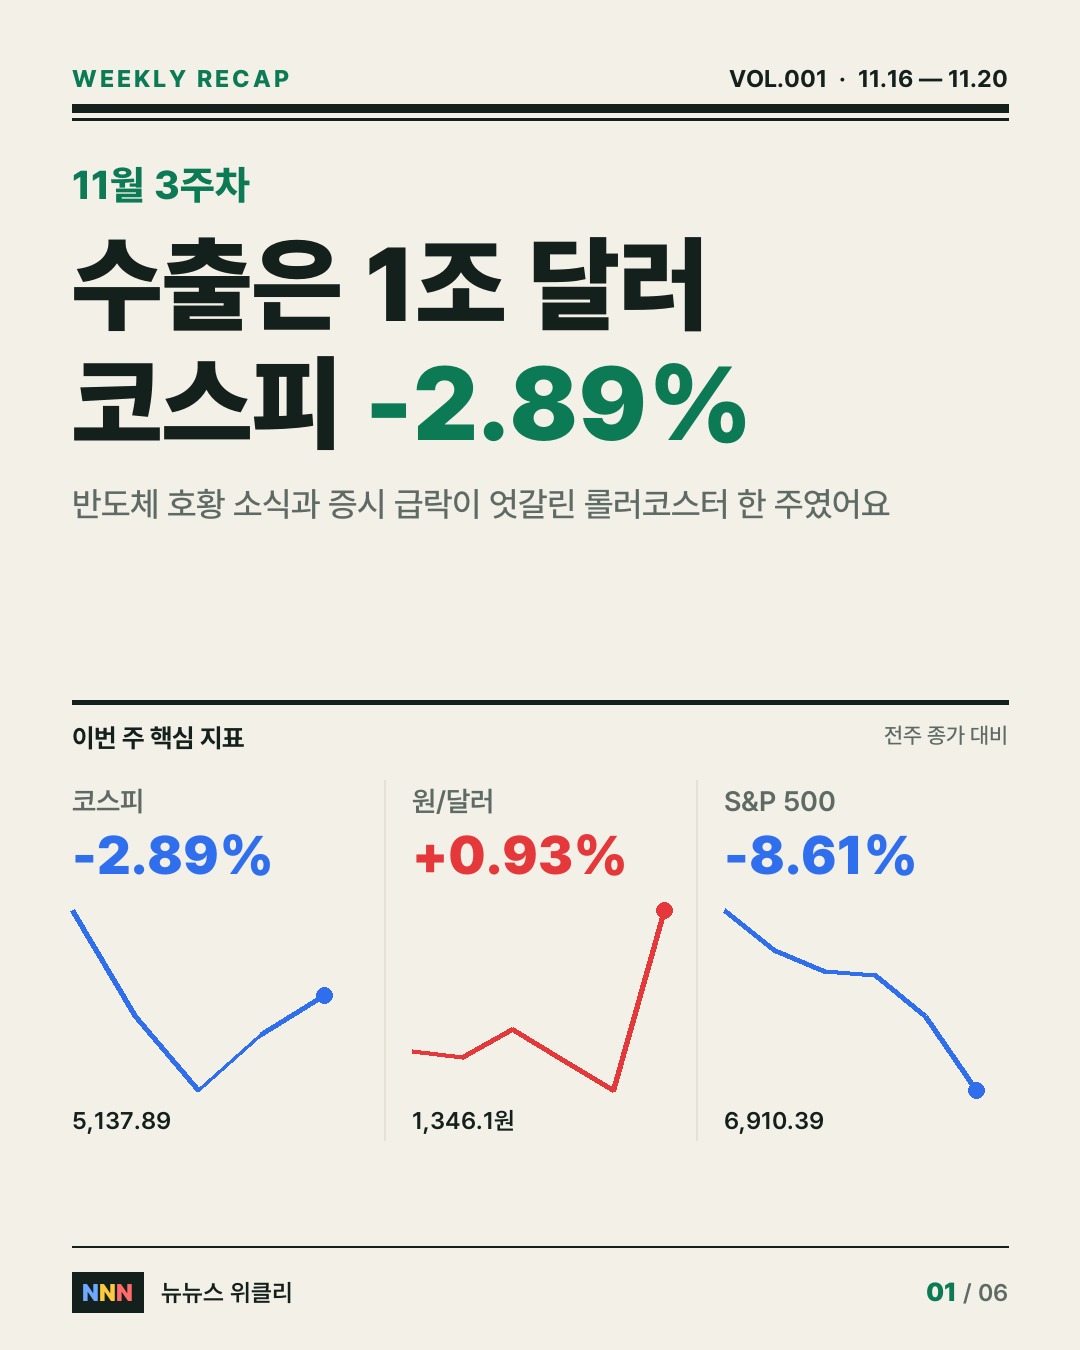 WEEKLY RECAP
VOL.001 · 11.16 — 11.20
11월 3주차
수출은 1조 달러
코스피 -2.89%
반도체 호황 소식과 증시 급락이 엇갈린 롤러코스터 한 주였어요
이번 주 핵심 지표
전주 종가 대비
코스피
-2.89%
5,137.89
원/달러
+0.93%
1,346.1원
S&P 500
-8.61%
6,910.39
NNN
뉴뉴스 위클리
01 / 06